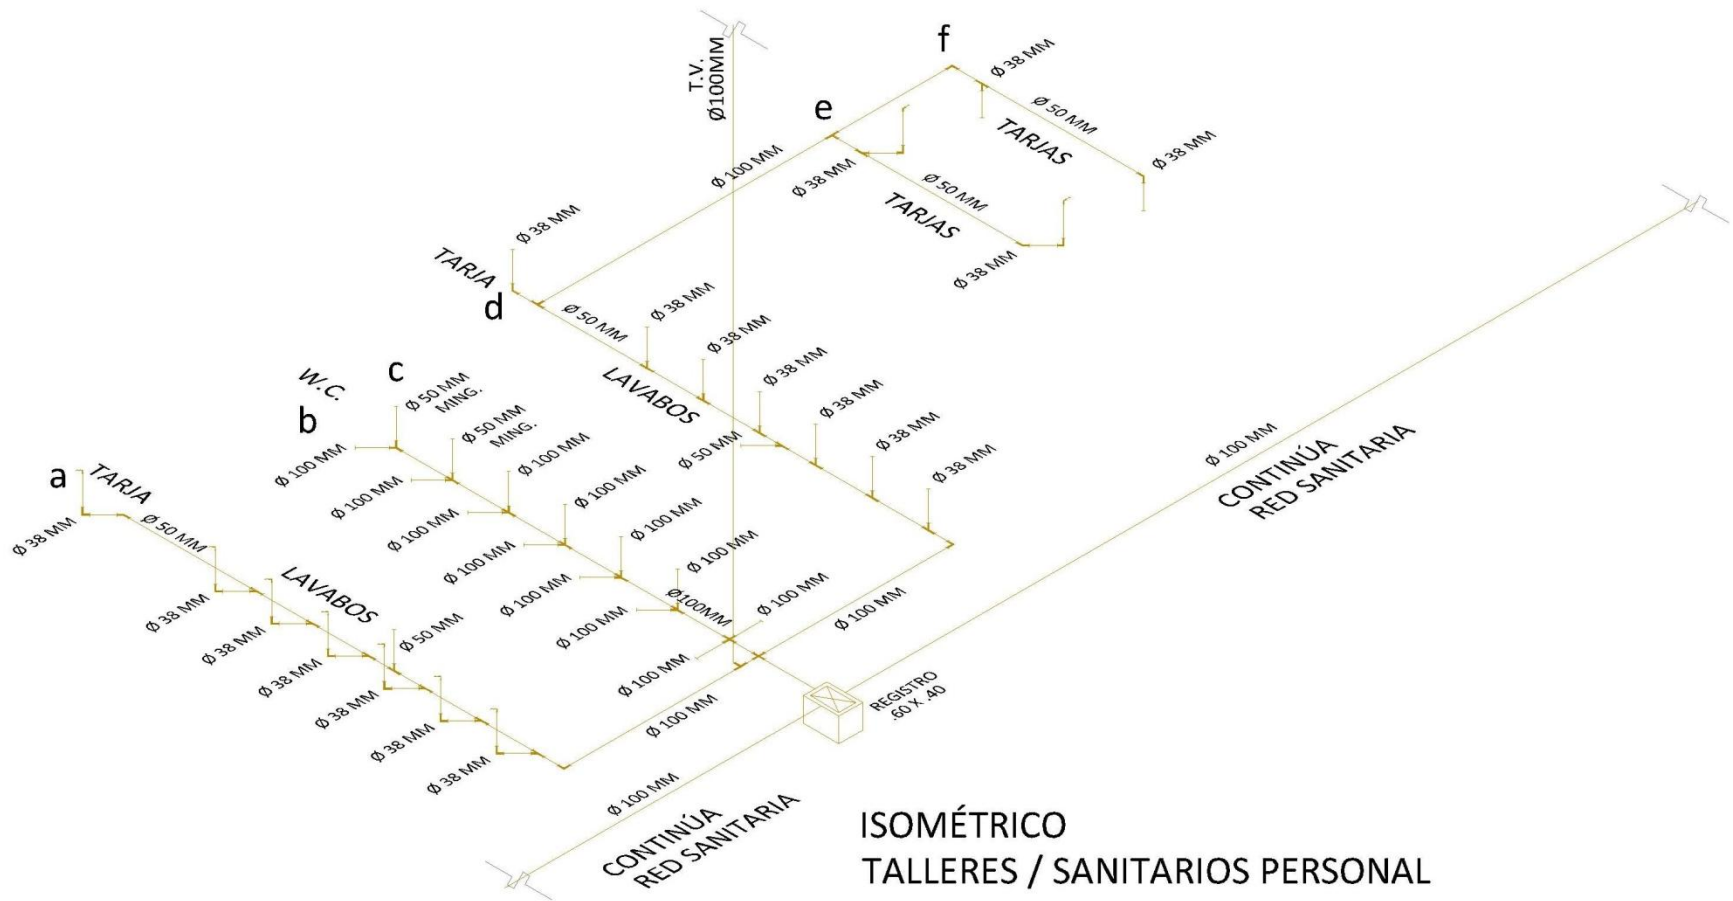 f
Ø 38 MM
T.V.
Ø100MM
e
Ø 50 MM
TARJAS
Ø 38 MM
Ø 100 MM
Ø 38 MM
Ø 50 MM
TARJAS
Ø 38 MM
Ø 38 MM
TARJA
d
Ø 50 MM
Ø 38 MM
Ø 38 MM
Ø 38 MM
Ø 38 MM
Ø 38 MM
Ø 38 MM
LAVABOS
Ø 50 MM
W.C.
c
Ø 50 MM
MING.
Ø 50 MM
MING.
b
Ø 100 MM
Ø 100 MM
Ø 100 MM
Ø 100 MM
Ø 100 MM
Ø 100 MM
Ø 100 MM
Ø 100 MM
Ø 100 MM
Ø 100 MM
Ø100MM
Ø 100 MM
Ø 100 MM
a
TARJA
Ø 38 MM
Ø 50 MM
LAVABOS
Ø 50 MM
Ø 38 MM
Ø 38 MM
Ø 38 MM
Ø 38 MM
Ø 38 MM
Ø 38 MM
Ø 100 MM
Ø 100 MM
Ø 100 MM
CONTINÚA
RED SANITARIA
REGISTRO
.60 X .40
Ø 100 MM
CONTINÚA
RED SANITARIA
ISOMÉTRICO
TALLERES / SANITARIOS PERSONAL